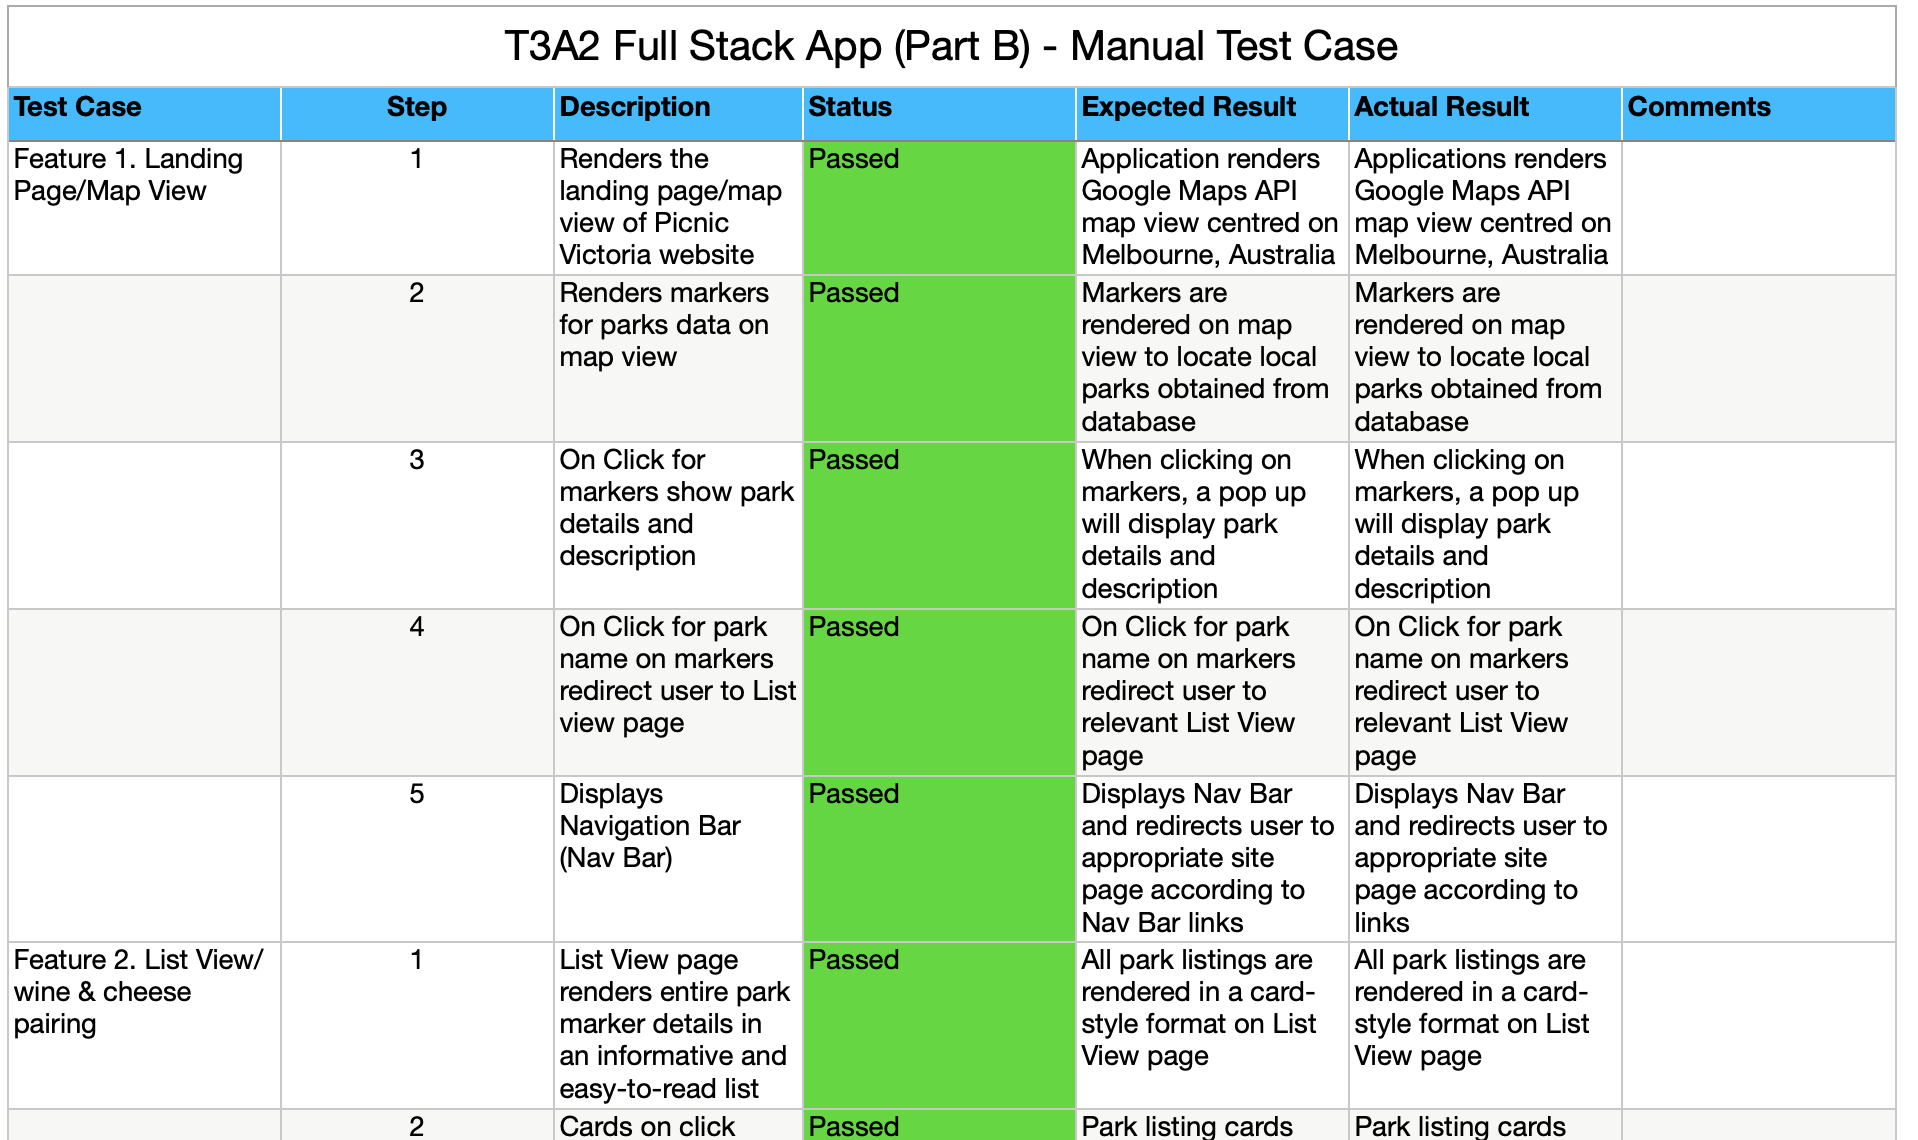 T3A2 Full Stack App (Part B) - Manual Test Case
Test Case Step Description Status Expected Result Actual Result Comments
Feature 1. Landing
Page/Map View
1
Renders the
landing page/map
view of Picnic
Victoria website
Passed
Application renders
Google Maps API
map view centred on
Melbourne, Australia
Applications renders
Google Maps API
map view centred on
Melbourne, Australia
2
Renders markers
for parks data on
map view
Passed
Markers are
rendered on map
view to locate local
parks obtained from
database
Markers are
rendered on map
view to locate local
parks obtained from
database
3
On Click for
markers show park
details and
description
Passed
When clicking on
markers, a pop up
will display park
details and
description
When clicking on
markers, a pop up
will display park
details and
description
4
On Click for park
name on markers
redirect user to List
view page
Passed
On Click for park
name on markers
redirect user to
relevant List View
page
On Click for park
name on markers
redirect user to
relevant List View
page
5
Displays
Navigation Bar
(Nav Bar)
Passed
Displays Nav Bar
and redirects user to
appropriate site
page according to
Nav Bar links
Displays Nav Bar
and redirects user to
appropriate site
page according to
links
Feature 2. List View/
wine & cheese
pairing
1
List View page
renders entire park
marker details in
an informative and
easy-to-read list
Passed
All park listings are
rendered in a card-
style format on List
View page
All park listings are
rendered in a card-
style format on List
View page
2
Cards on click
Passed
Park listing cards
Park listing cards